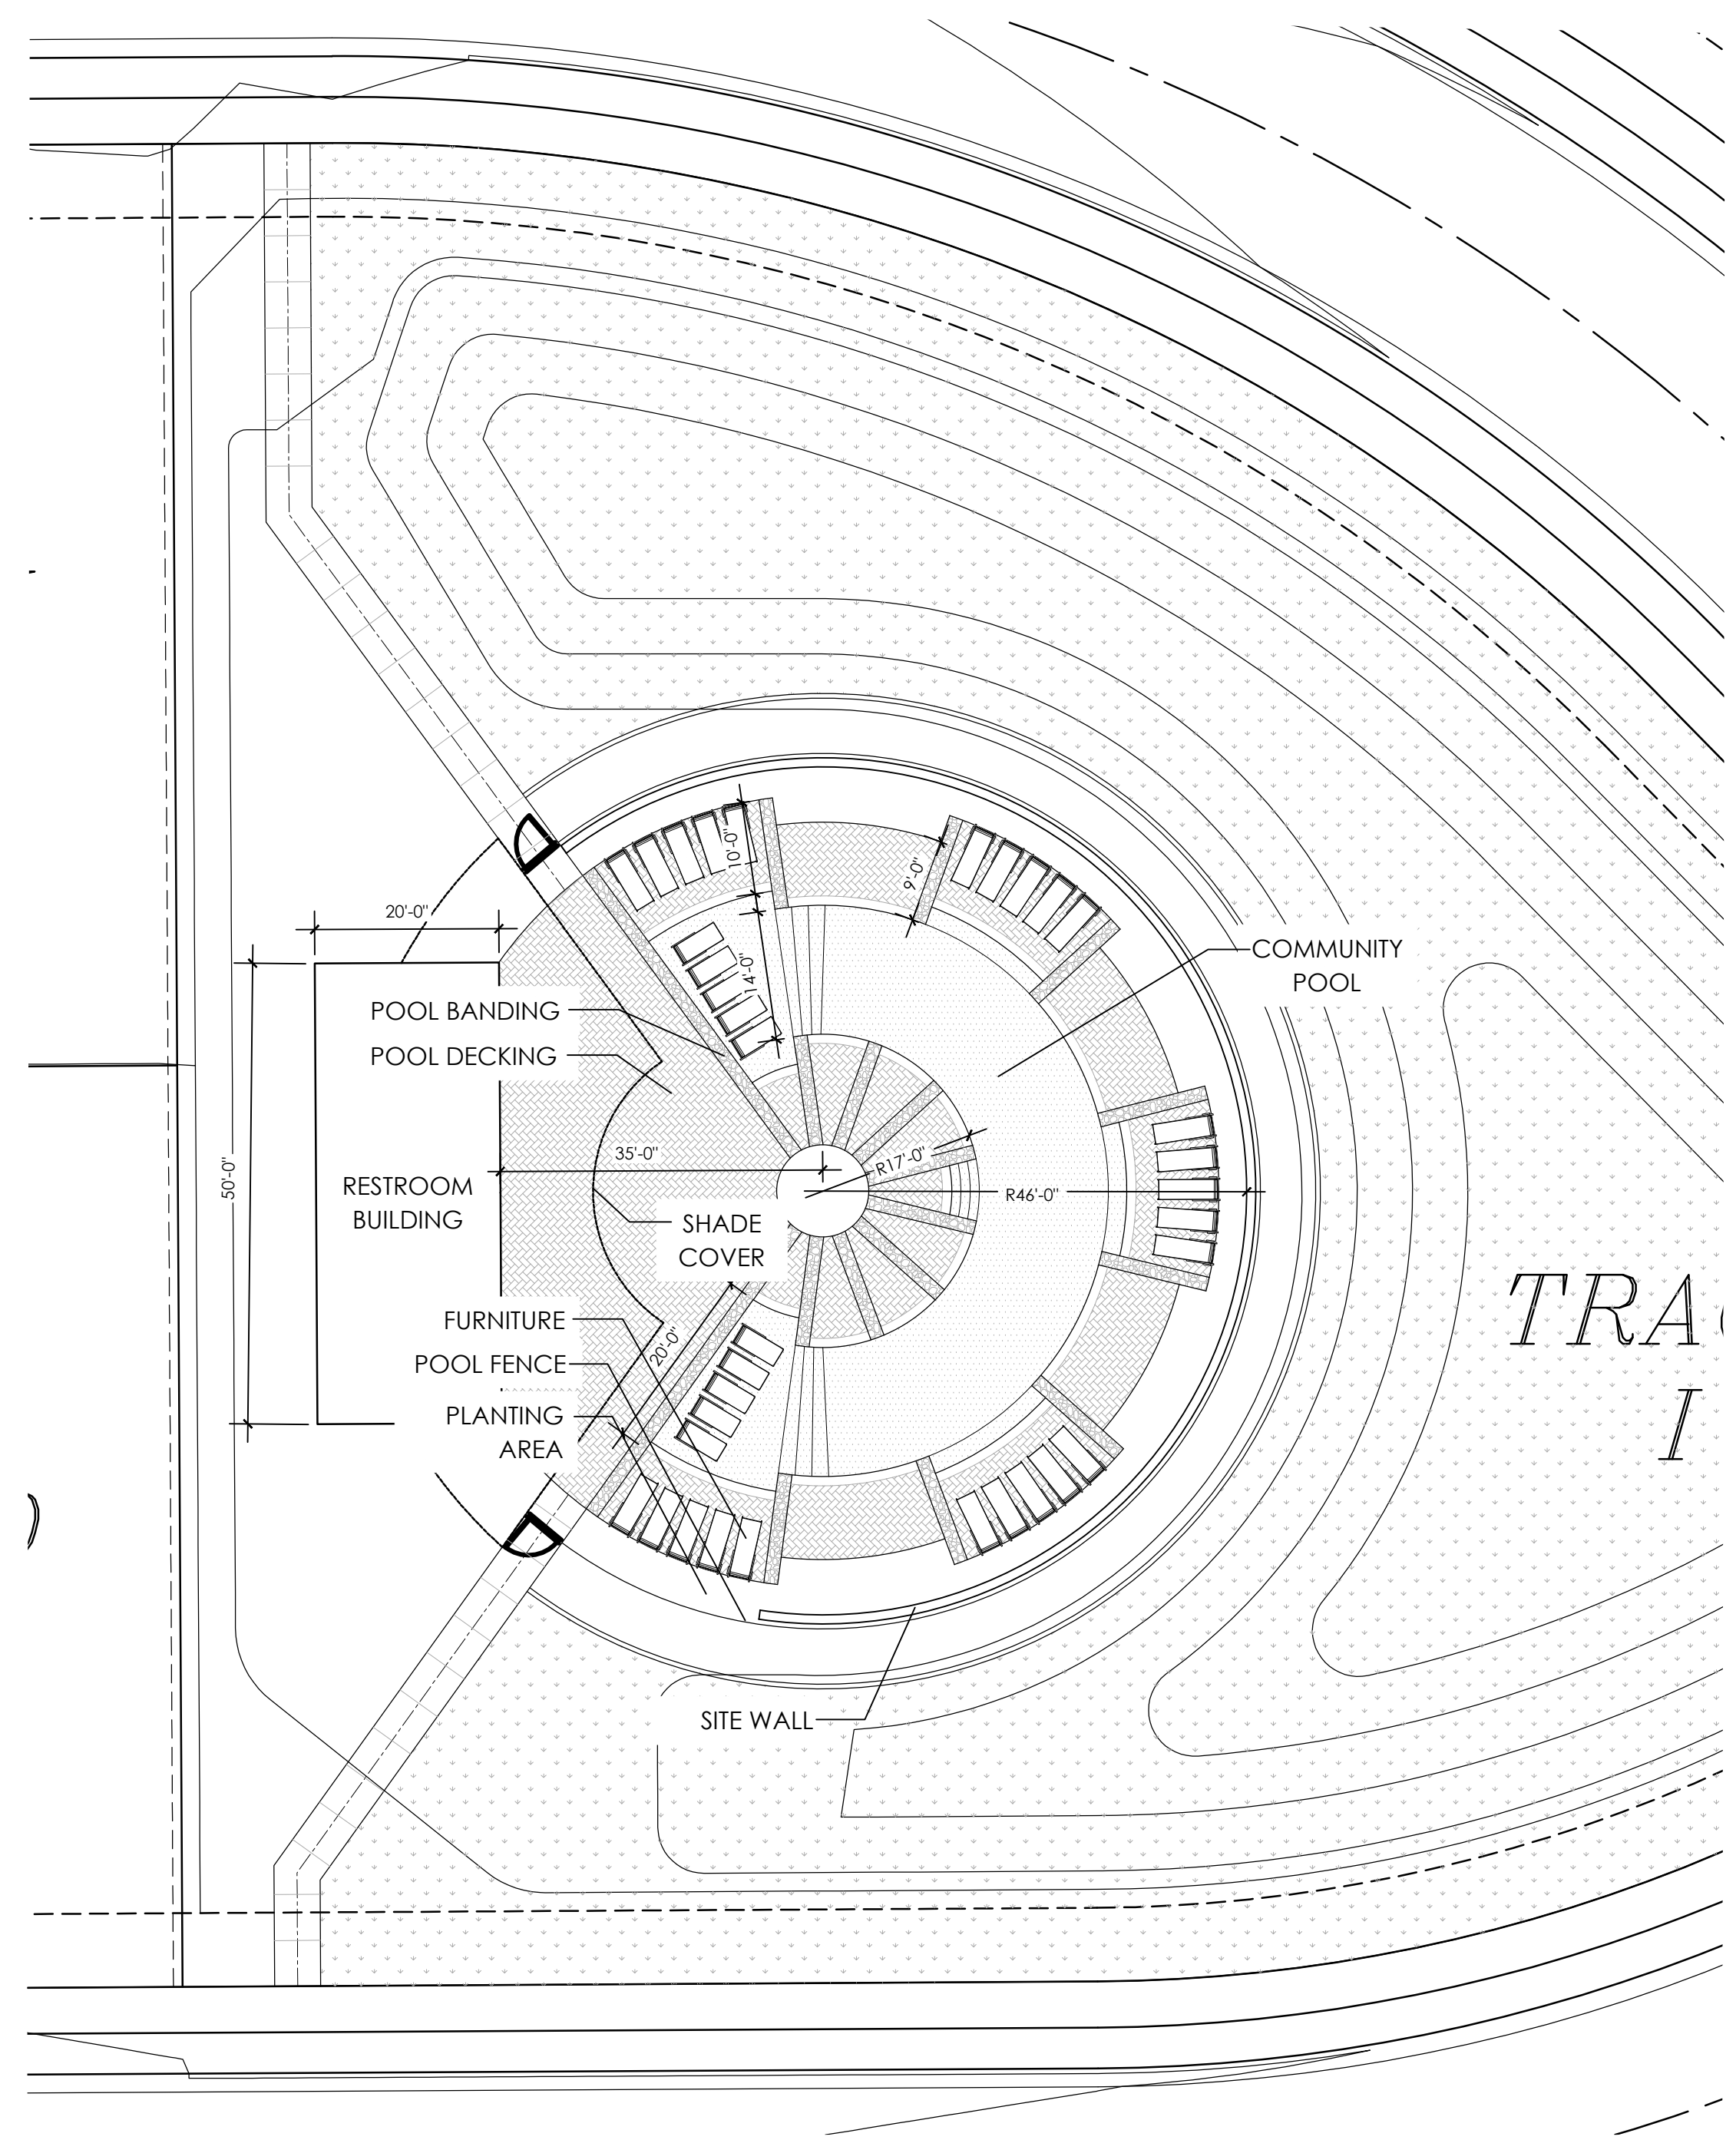 10'-0"
9'-0"
20'-0"
COMMUNITY
POOL
14'-0"
POOL BANDING
POOL DECKING
35'-0"
R17'-0"
50'-0"
RESTROOM
BUILDING
R46'-0"
SHADE
COVER
FURNITURE
20'-0"
POOL FENCE
PLANTING
AREA
TRA
I
SITE WALL